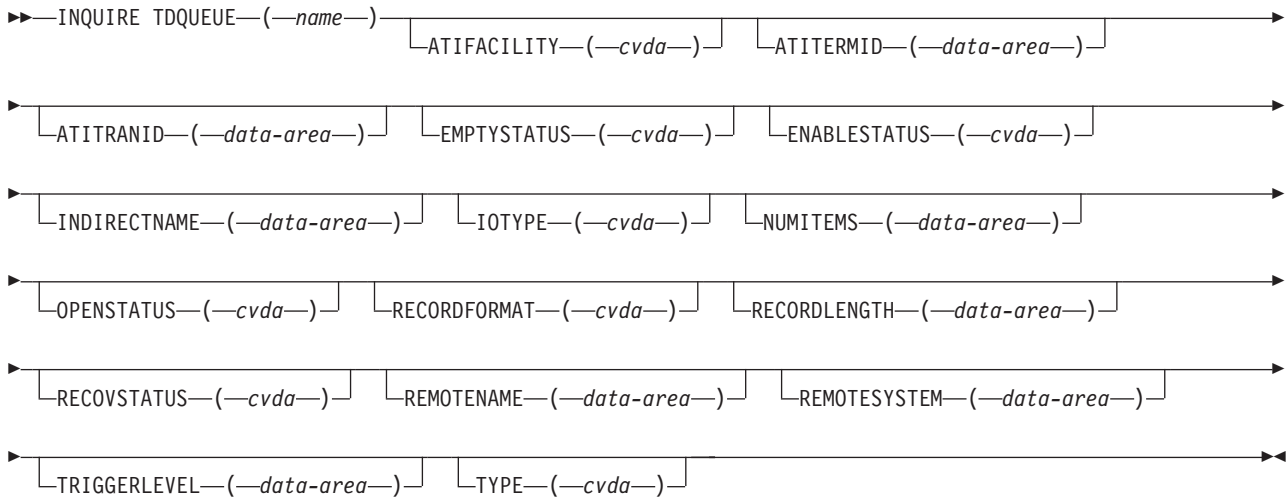 INQUIRE TDQUEUE ( name )
ATIFACILITY ( cvda ) ATITERMID ( data-area )
ATITRANID ( data-area ) EMPTYSTATUS ( cvda ) ENABLESTATUS ( cvda )
INDIRECTNAME ( data-area ) IOTYPE ( cvda ) NUMITEMS ( data-area )
OPENSTATUS ( cvda ) RECORDFORMAT ( cvda ) RECORDLENGTH ( data-area )
RECOVSTATUS ( cvda ) REMOTENAME ( data-area ) REMOTESYSTEM ( data-area )
TRIGGERLEVEL ( data-area ) TYPE ( cvda )